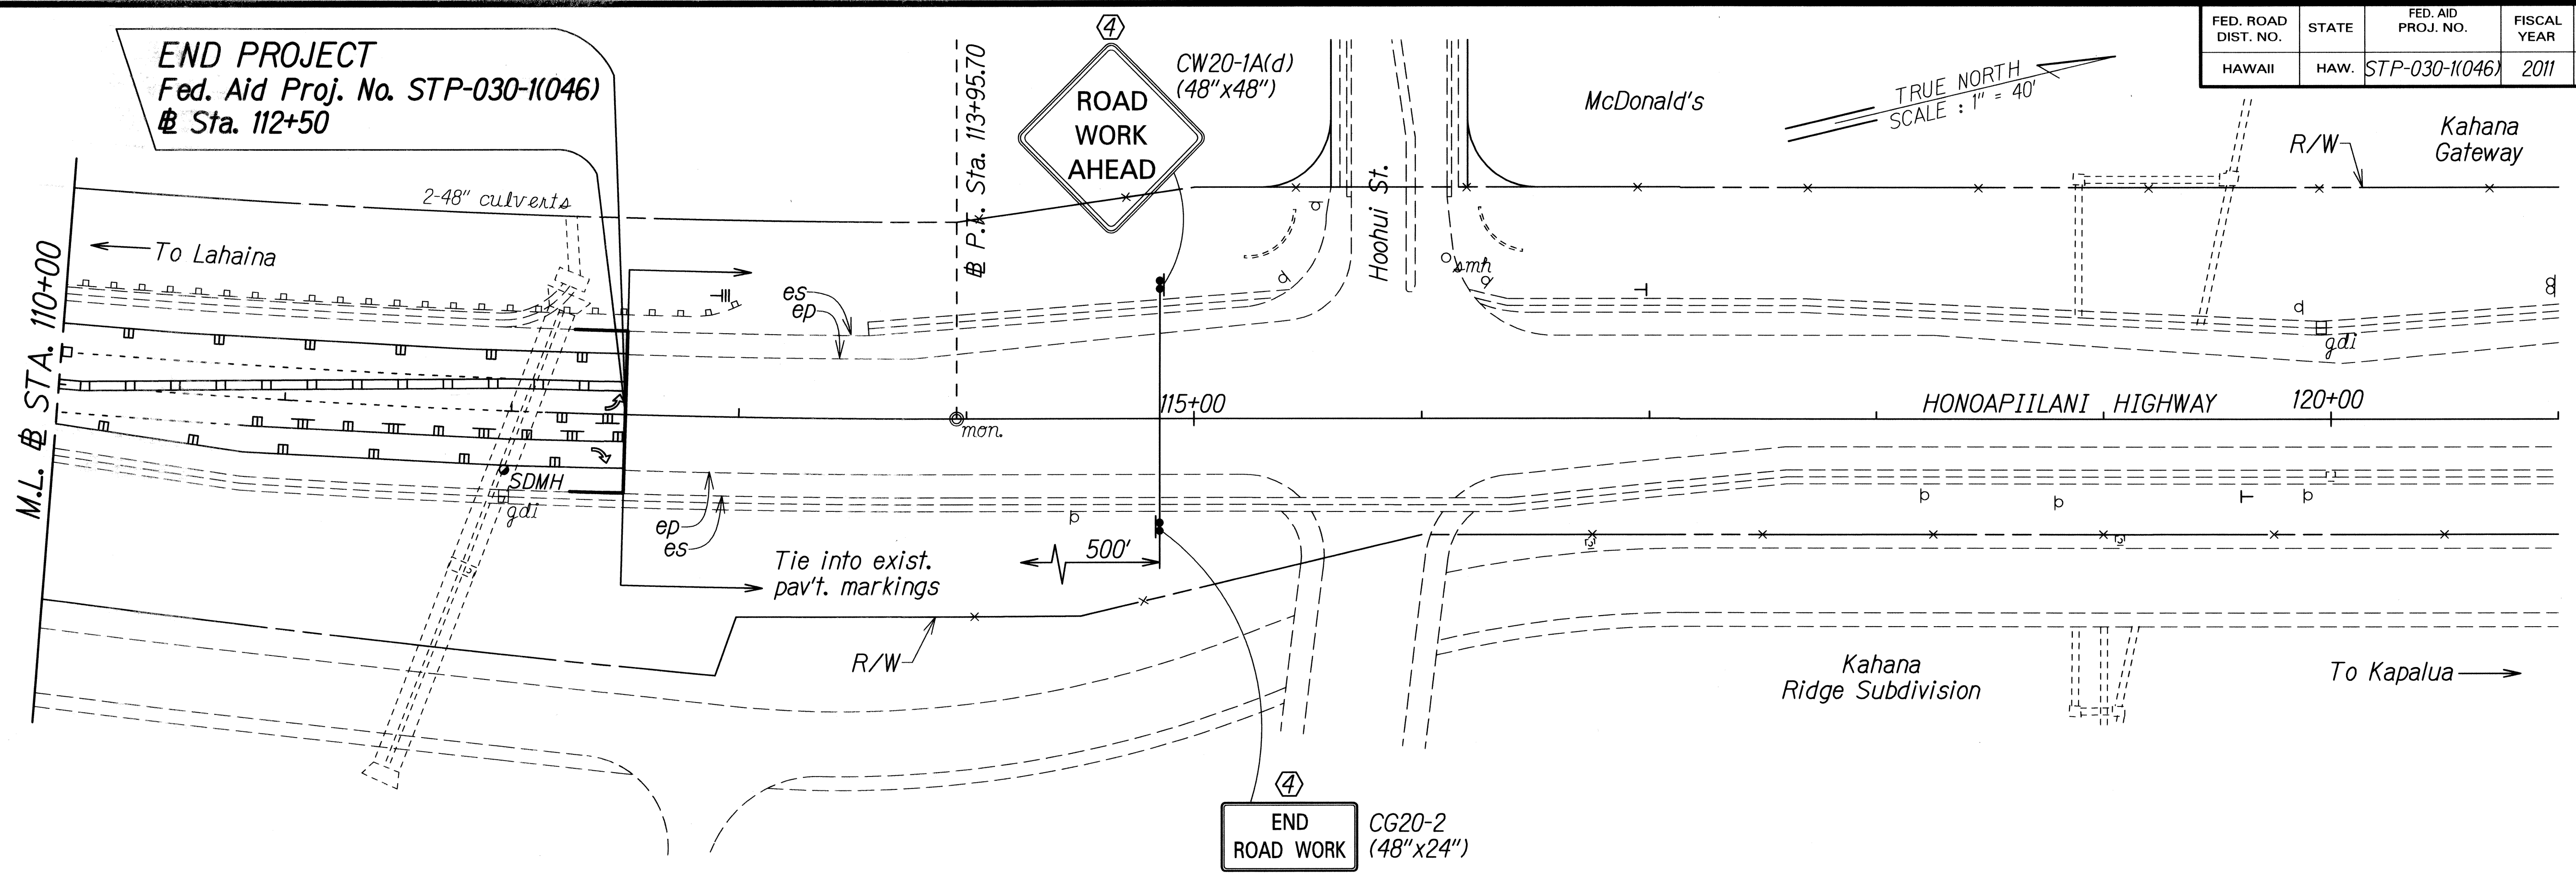 END PROJECT
Fed. Aid Proj. No. STP-030-1(046)
℄ Sta. 112+50
P.T. Sta. 113+95.70
4
ROAD
WORK
AHEAD
CW20-1A(d)
(48"x48")
McDonald's
TRUE NORTH
SCALE : 1" = 40'
FED. ROAD
DIST. NO.
STATE
FED. AID
PROJ. NO.
FISCAL
YEAR
HAWAII
HAW.
STP-030-1(046)
2011
R/W
Kahana
Gateway
2-48" culverts
To Lahaina
M.L. ℄ STA. 110+00
es
ep
Hoohui St.
smh
gdi
115+00
HONOAPIILANI HIGHWAY
120+00
mon.
SDMH
gdi
ep
es
Tie into exist.
pav't. markings
500'
R/W
Kahana
Ridge Subdivision
To Kapalua
4
END
ROAD WORK
CG20-2
(48"x24")